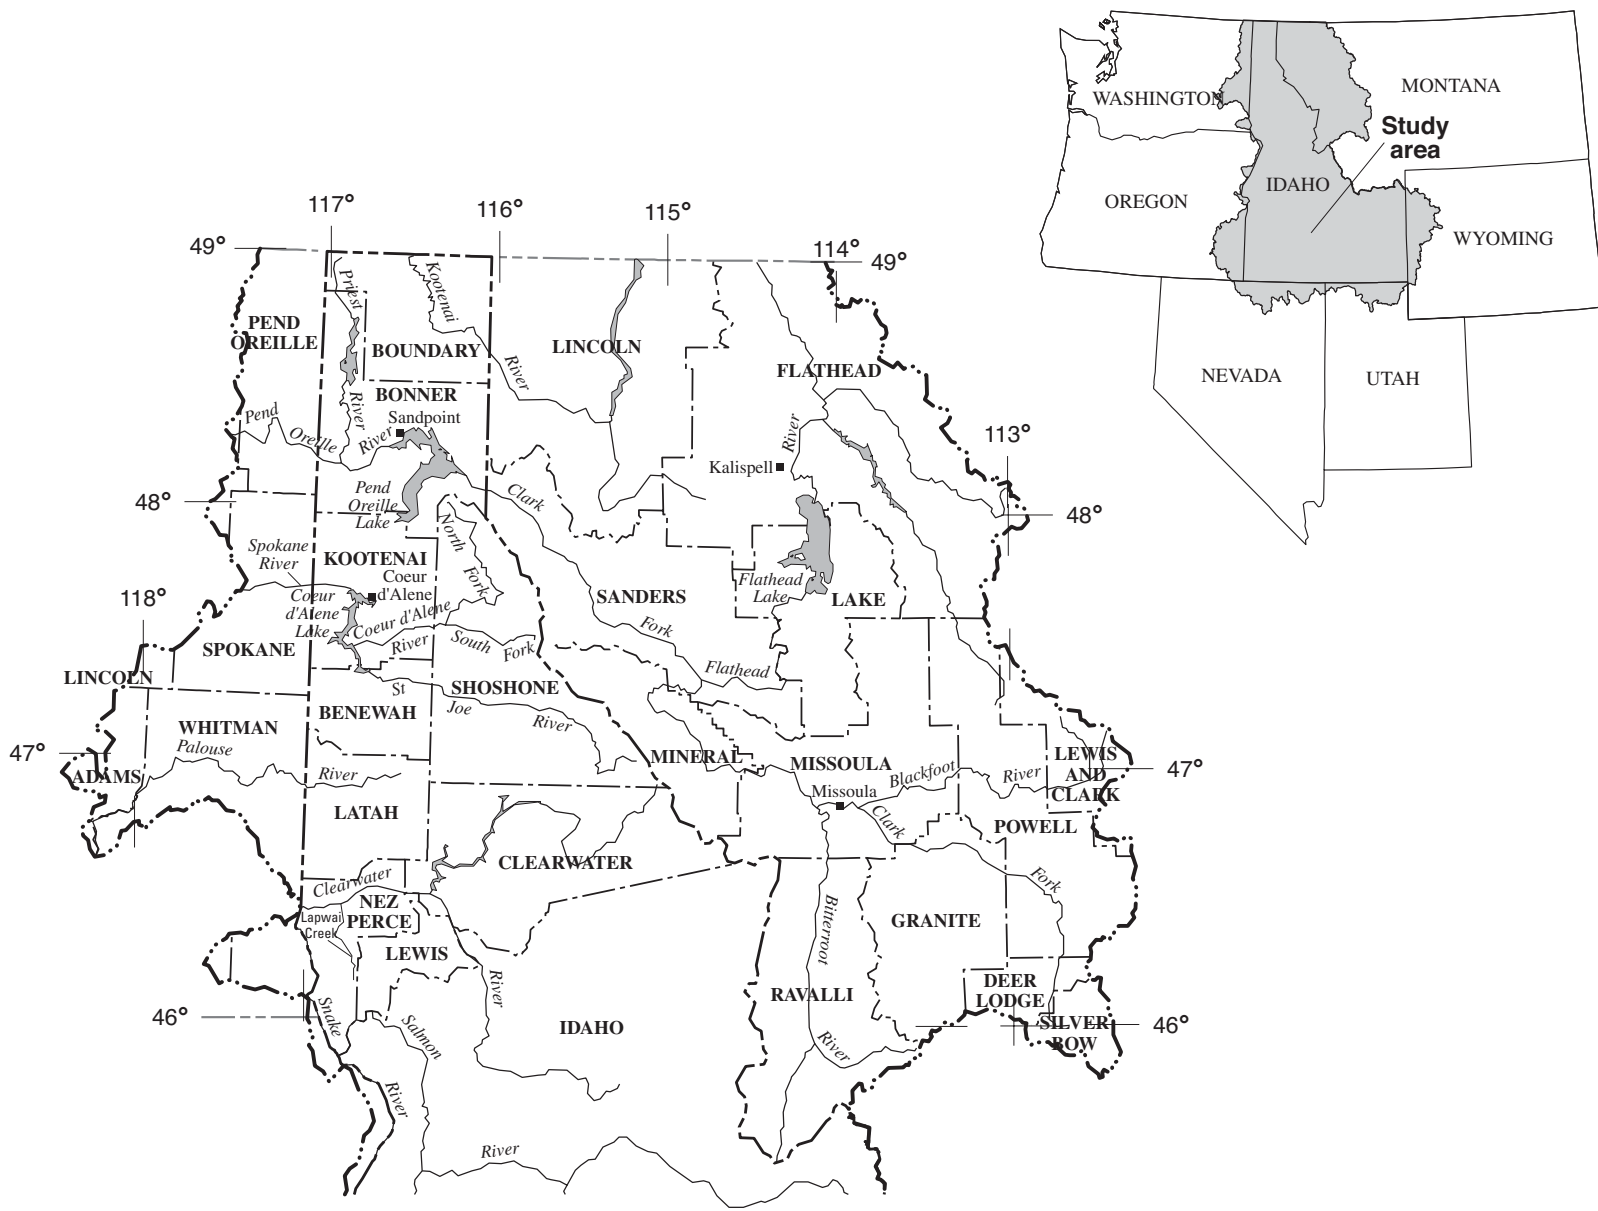 WASHINGTON
MONTANA
Study
area
IDAHO
OREGON
WYOMING
NEVADA
UTAH
117°
116°
115°
114°
49°
49°
Priest
River
Kootenai
River
PEND
OREILLE
BOUNDARY
LINCOLN
FLATHEAD
BONNER
Sandpoint
Pend
Oreille
River
River
Kalispell
113°
48°
48°
Pend
Oreille
Lake
Clark
North
Fork
Spokane
River
KOOTENAI
Coeur
d'Alene
Coeur
d'Alene
Lake
Coeur d'Alene
River
South
Fork
SANDERS
Fork
Flathead
Flathead
Lake
LAKE
118°
SPOKANE
LINCOLN
St
Joe
River
SHOSHONE
BENEWAH
WHITMAN
Palouse
River
47°
ADAMS
MINERAL
MISSOULA
Missoula
Blackfoot
River
LEWIS
AND
CLARK
47°
LATAH
Clark
Fork
POWELL
CLEARWATER
Clearwater
NEZ
PERCE
Lapwai
Creek
LEWIS
River
Bitterroot
River
GRANITE
RAVALLI
DEER
LODGE
SILVER
BOW
46°
46°
Snake
River
Salmon
River
IDAHO